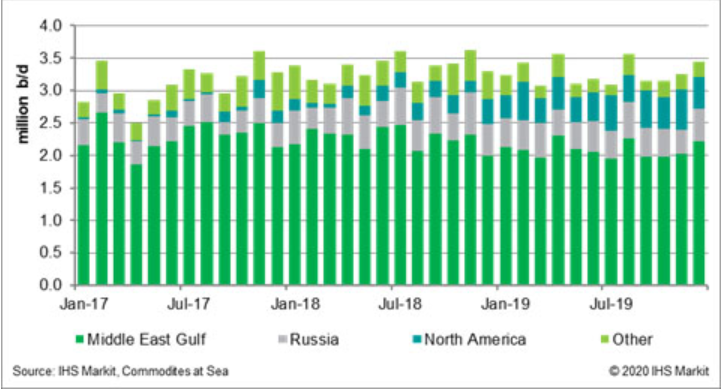 million b/d
4.0
3.5
3.0
2.5
2.0
1.5
1.0
0.5
0.0
Jan-17 Jul-17 Jan-18 Jul-18 Jan-19 Jul-19
Middle East Gulf Russia North America Other
Source: IHS Markit, Commodites at Sea © 2020 IHS Markit